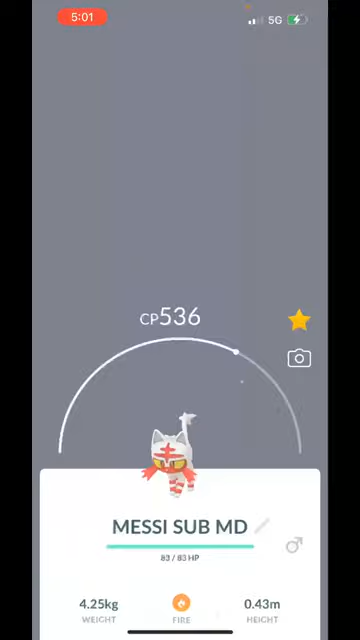 5:01
5G
CP536
MESSI SUB MD
83 / 83 HP
4.25kg
WEIGHT
FIRE
0.43m
HEIGHT